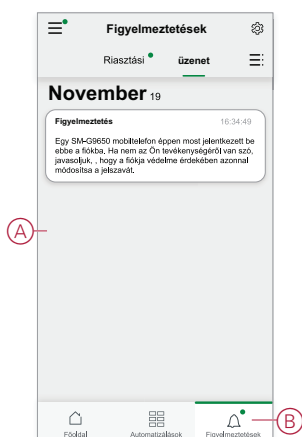 Figyelmeztetések
Riasztási üzenet
November 19
Figyelmeztetés 16:34:49
Egy SM-G9650 mobiltelefon éppen most jelentkezett be
ebbe a fiókba. Ha nem az Ön tevékenységéről van szó,
javasoljuk, , hogy a fiókja védelme érdekében azonnal
módosítsa a jelszavát.
A
B
Főoldal Automatizálások Figyelmeztetések